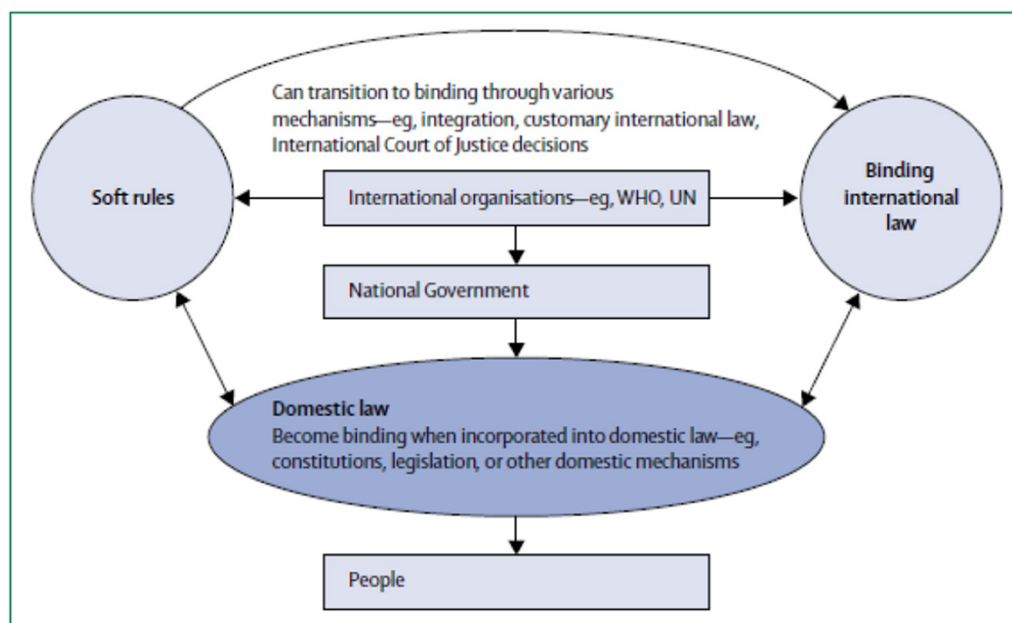 Can transition to binding through various
mechanisms—eg, integration, customary international law,
International Court of Justice decisions
Soft rules
International organisations—eg, WHO, UN
Binding
international
law
National Government
Domestic law
Become binding when incorporated into domestic law—eg,
constitutions, legislation, or other domestic mechanisms
People